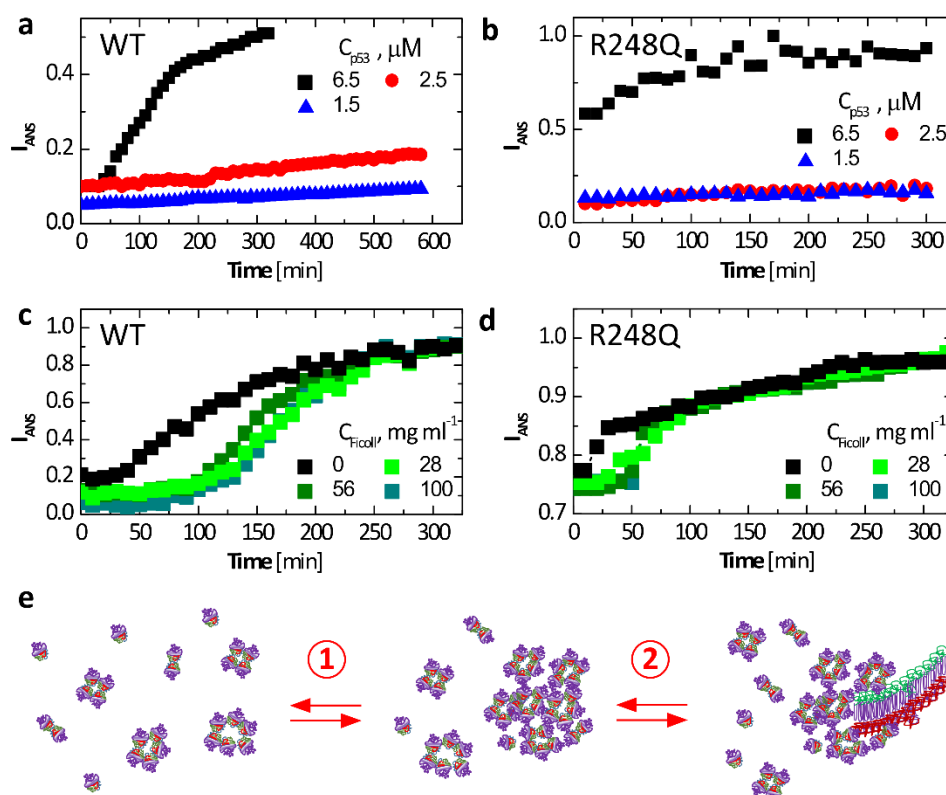 a
WT
C_p53 , μM
6.5 2.5
1.5
0.4
0.2
0.0
I_ANS
0 100 200 300 400 500 600
Time [min]
b
R248Q
C_p53 , μM
6.5 2.5
1.5
1.0
0.5
0.0
I_ANS
0 50 100 150 200 250 300
Time [min]
c
WT
C_Ficoll, mg ml⁻¹
0 28
56 100
1.0
0.8
0.6
0.4
0.2
0.0
I_ANS
0 50 100 150 200 250 300
Time [min]
d
R248Q
C_Ficoll, mg ml⁻¹
0 28
56 100
1.0
0.9
0.8
0.7
I_ANS
0 50 100 150 200 250 300
Time [min]
e
1
2